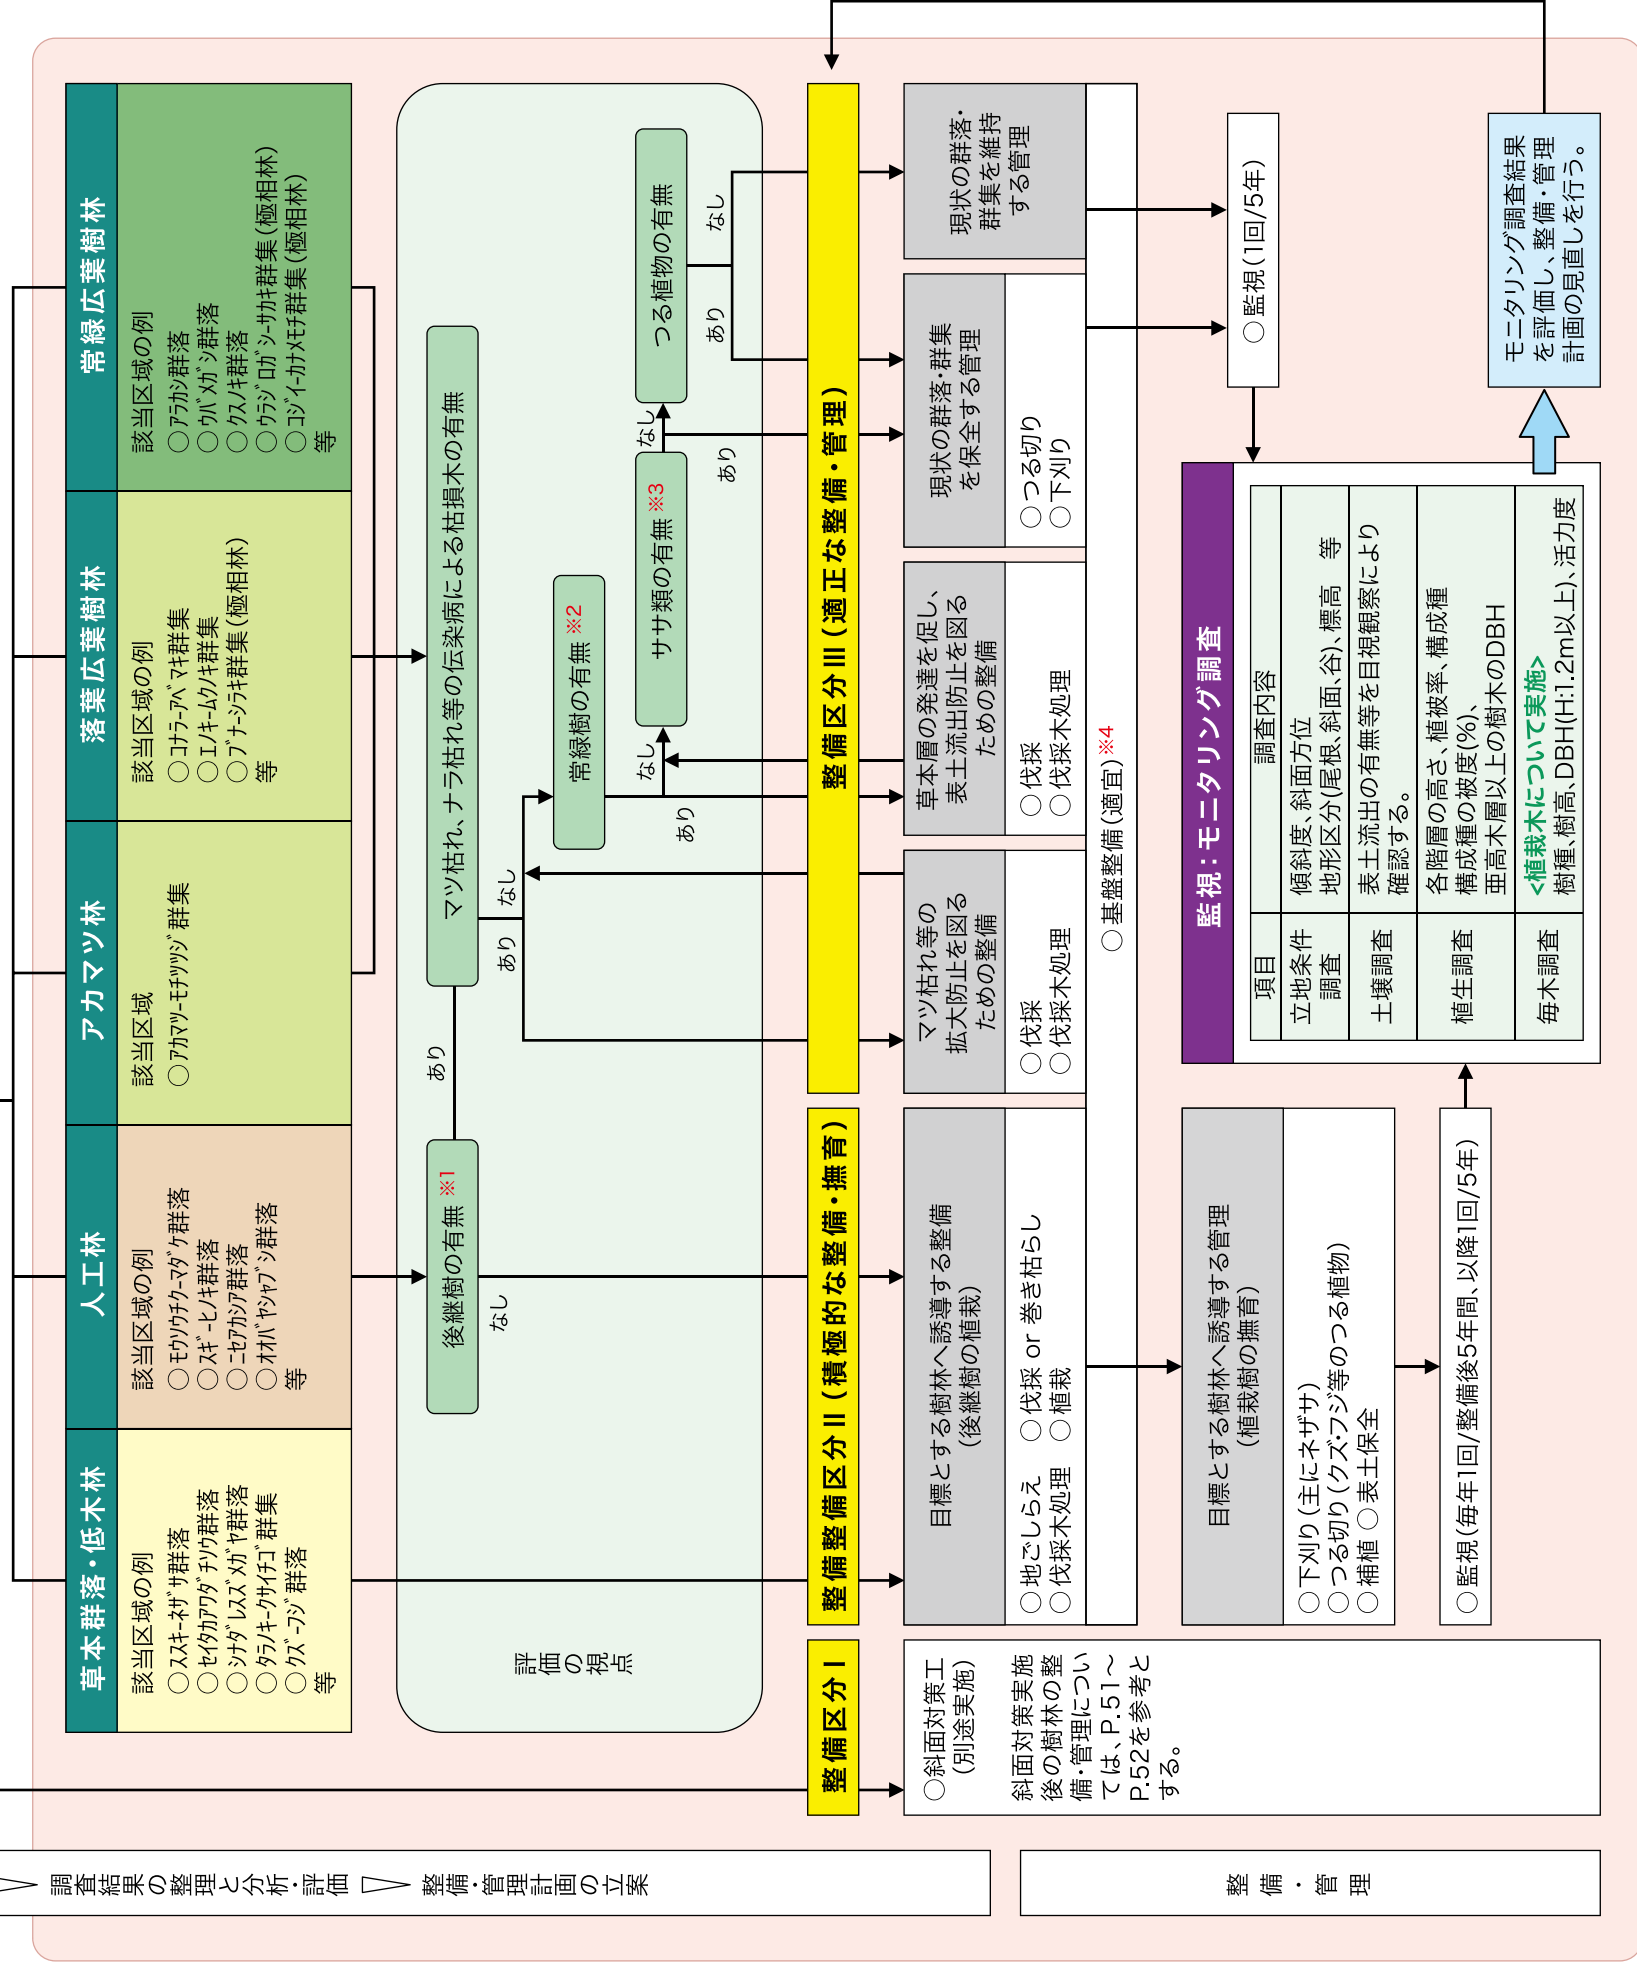 調査結果の整理と分析・評価
整備・管理計画の立案
整備・管理
草本群落・低木林
該当区域の例
○ススキーネザサ群落
○セイタカアワダチソウ群落
○シナダレスズメガヤ群落
○タラノキークサイチゴ群集
○クズーフジ群落
等
人工林
該当区域の例
○モウソウチクーマダケ群落
○スギーヒノキ群落
○ニセアカシア群落
○オオバヤシャブシ群落
等
アカマツ林
該当区域
○アカマツーモチツツジ群集
落葉広葉樹林
該当区域の例
○コナラーアベマキ群集
○エノキームクノキ群集
○ブナーシラキ群集(極相林)
等
常緑広葉樹林
該当区域の例
○アラカシ群落
○ウバメガシ群落
○クスノキ群落
○ウラジロガシーサカキ群集(極相林)
○コジイーカナメモチ群集(極相林)
等
評価の視点
後継樹の有無 ※1
なし
あり
マツ枯れ、ナラ枯れ等の伝染病による枯損木の有無
あり
なし
常緑樹の有無 ※2
あり
なし
ササ類の有無 ※3
なし
あり
つる植物の有無
あり
なし
整備区分Ⅰ
整備整備区分Ⅱ(積極的な整備・撫育)
整備区分Ⅲ(適正な整備・管理)
○斜面対策工
(別途実施)
斜面対策実施
後の樹林の整
備・管理につい
ては、P.51〜
P.52を参考と
する。
目標とする樹林へ誘導する整備
(後継樹の植栽)
○地ごしらえ ○伐採 or 巻き枯らし
○伐採木処理 ○植栽
マツ枯れ等の
拡大防止を図る
ための整備
○伐採
○伐採木処理
草本層の発達を促し、
表土流出防止を図る
ための整備
○伐採
○伐採木処理
現状の群落・群集
を保全する管理
○つる切り
○下刈り
現状の群落・
群集を維持
する管理
○基盤整備(適宜)※4
目標とする樹林へ誘導する管理
(植栽樹の撫育)
○下刈り(主にネザサ)
○つる切り(クズ・フジ等のつる植物)
○補植 ○表土保全
○監視(毎年1回/整備後5年間、以降1回/5年)
○監視(1回/5年)
監視:モニタリング調査
項目 調査内容
立地条件
調査
傾斜度、斜面方位
地形区分(尾根、斜面、谷)、標高 等
土壌調査
表土流出の有無等を目視観察により
確認する。
植生調査
各階層の高さ、植被率、構成種
構成種の被度(%)、
亜高木層以上の樹木のDBH
毎木調査
<植栽木について実施>
樹種、樹高、DBH(H:1.2m以上)、活力度
モニタリング調査結果
を評価し、整備・管理
計画の見直しを行う。